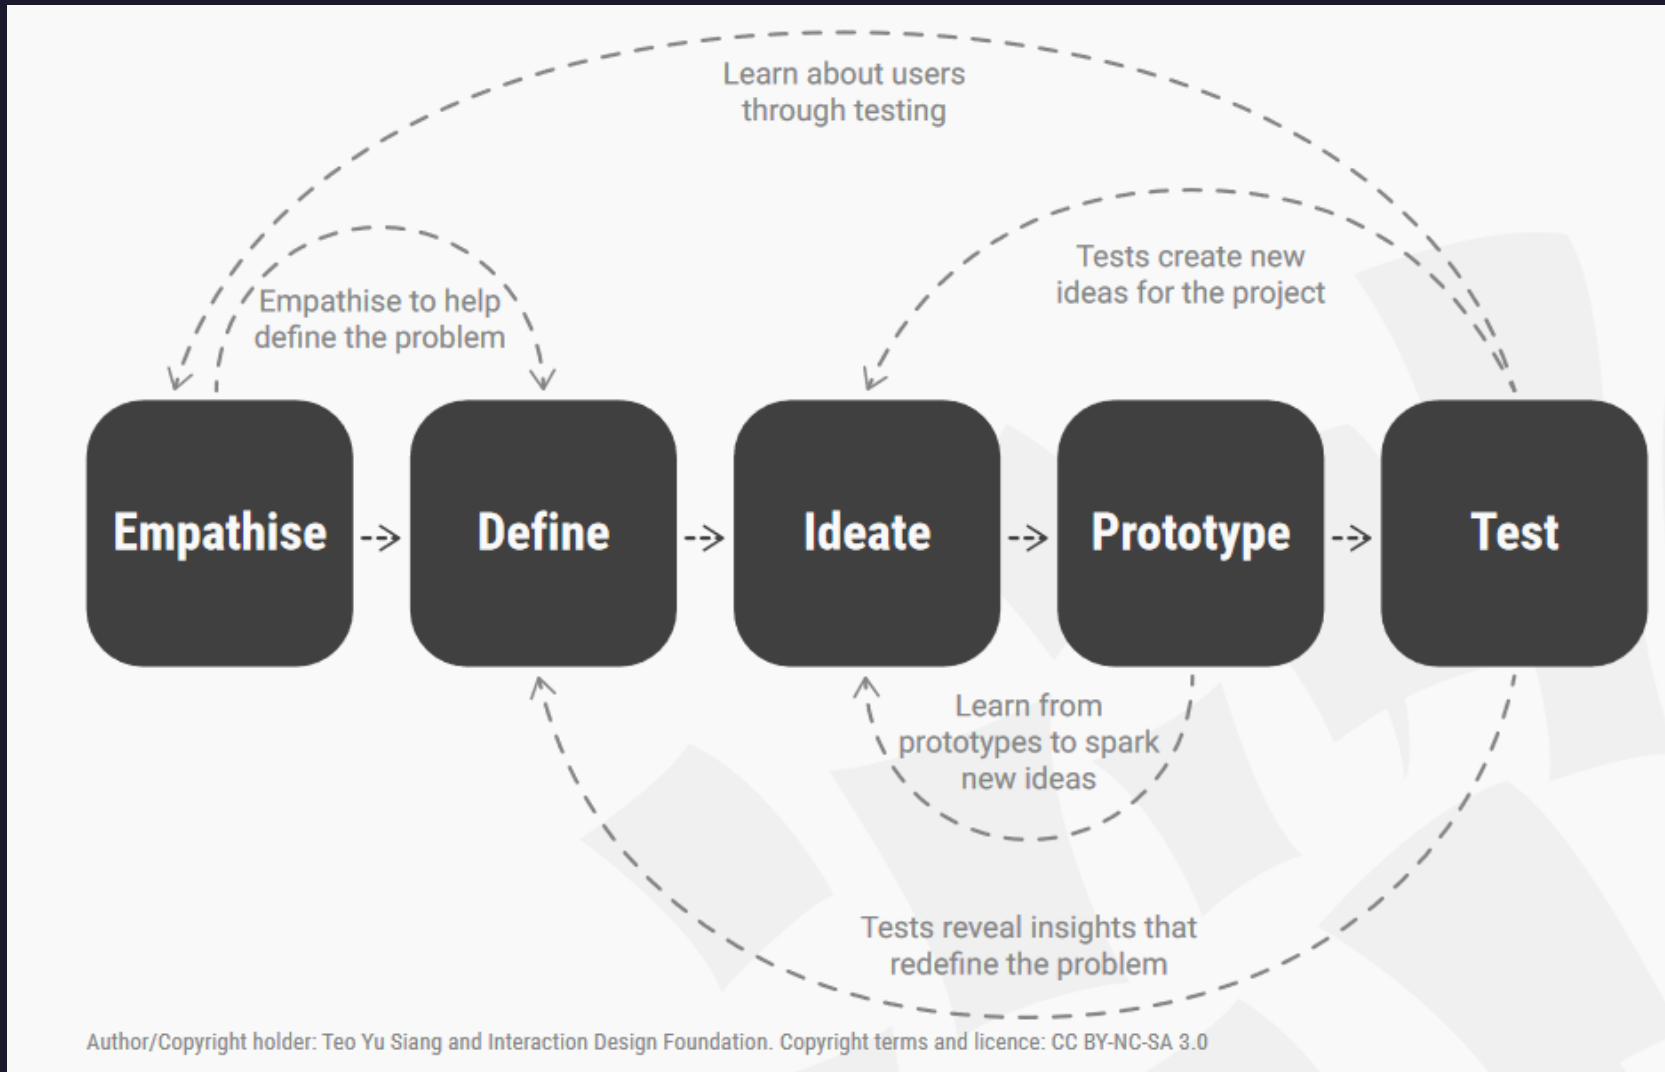 Learn about users
through testing
Tests create new
ideas for the project
Empathise to help
define the problem
Empathise
Define
Ideate
Prototype
Test
Learn from
prototypes to spark
new ideas
Tests reveal insights that
redefine the problem
Author/Copyright holder: Teo Yu Siang and Interaction Design Foundation. Copyright terms and licence: CC BY-NC-SA 3.0